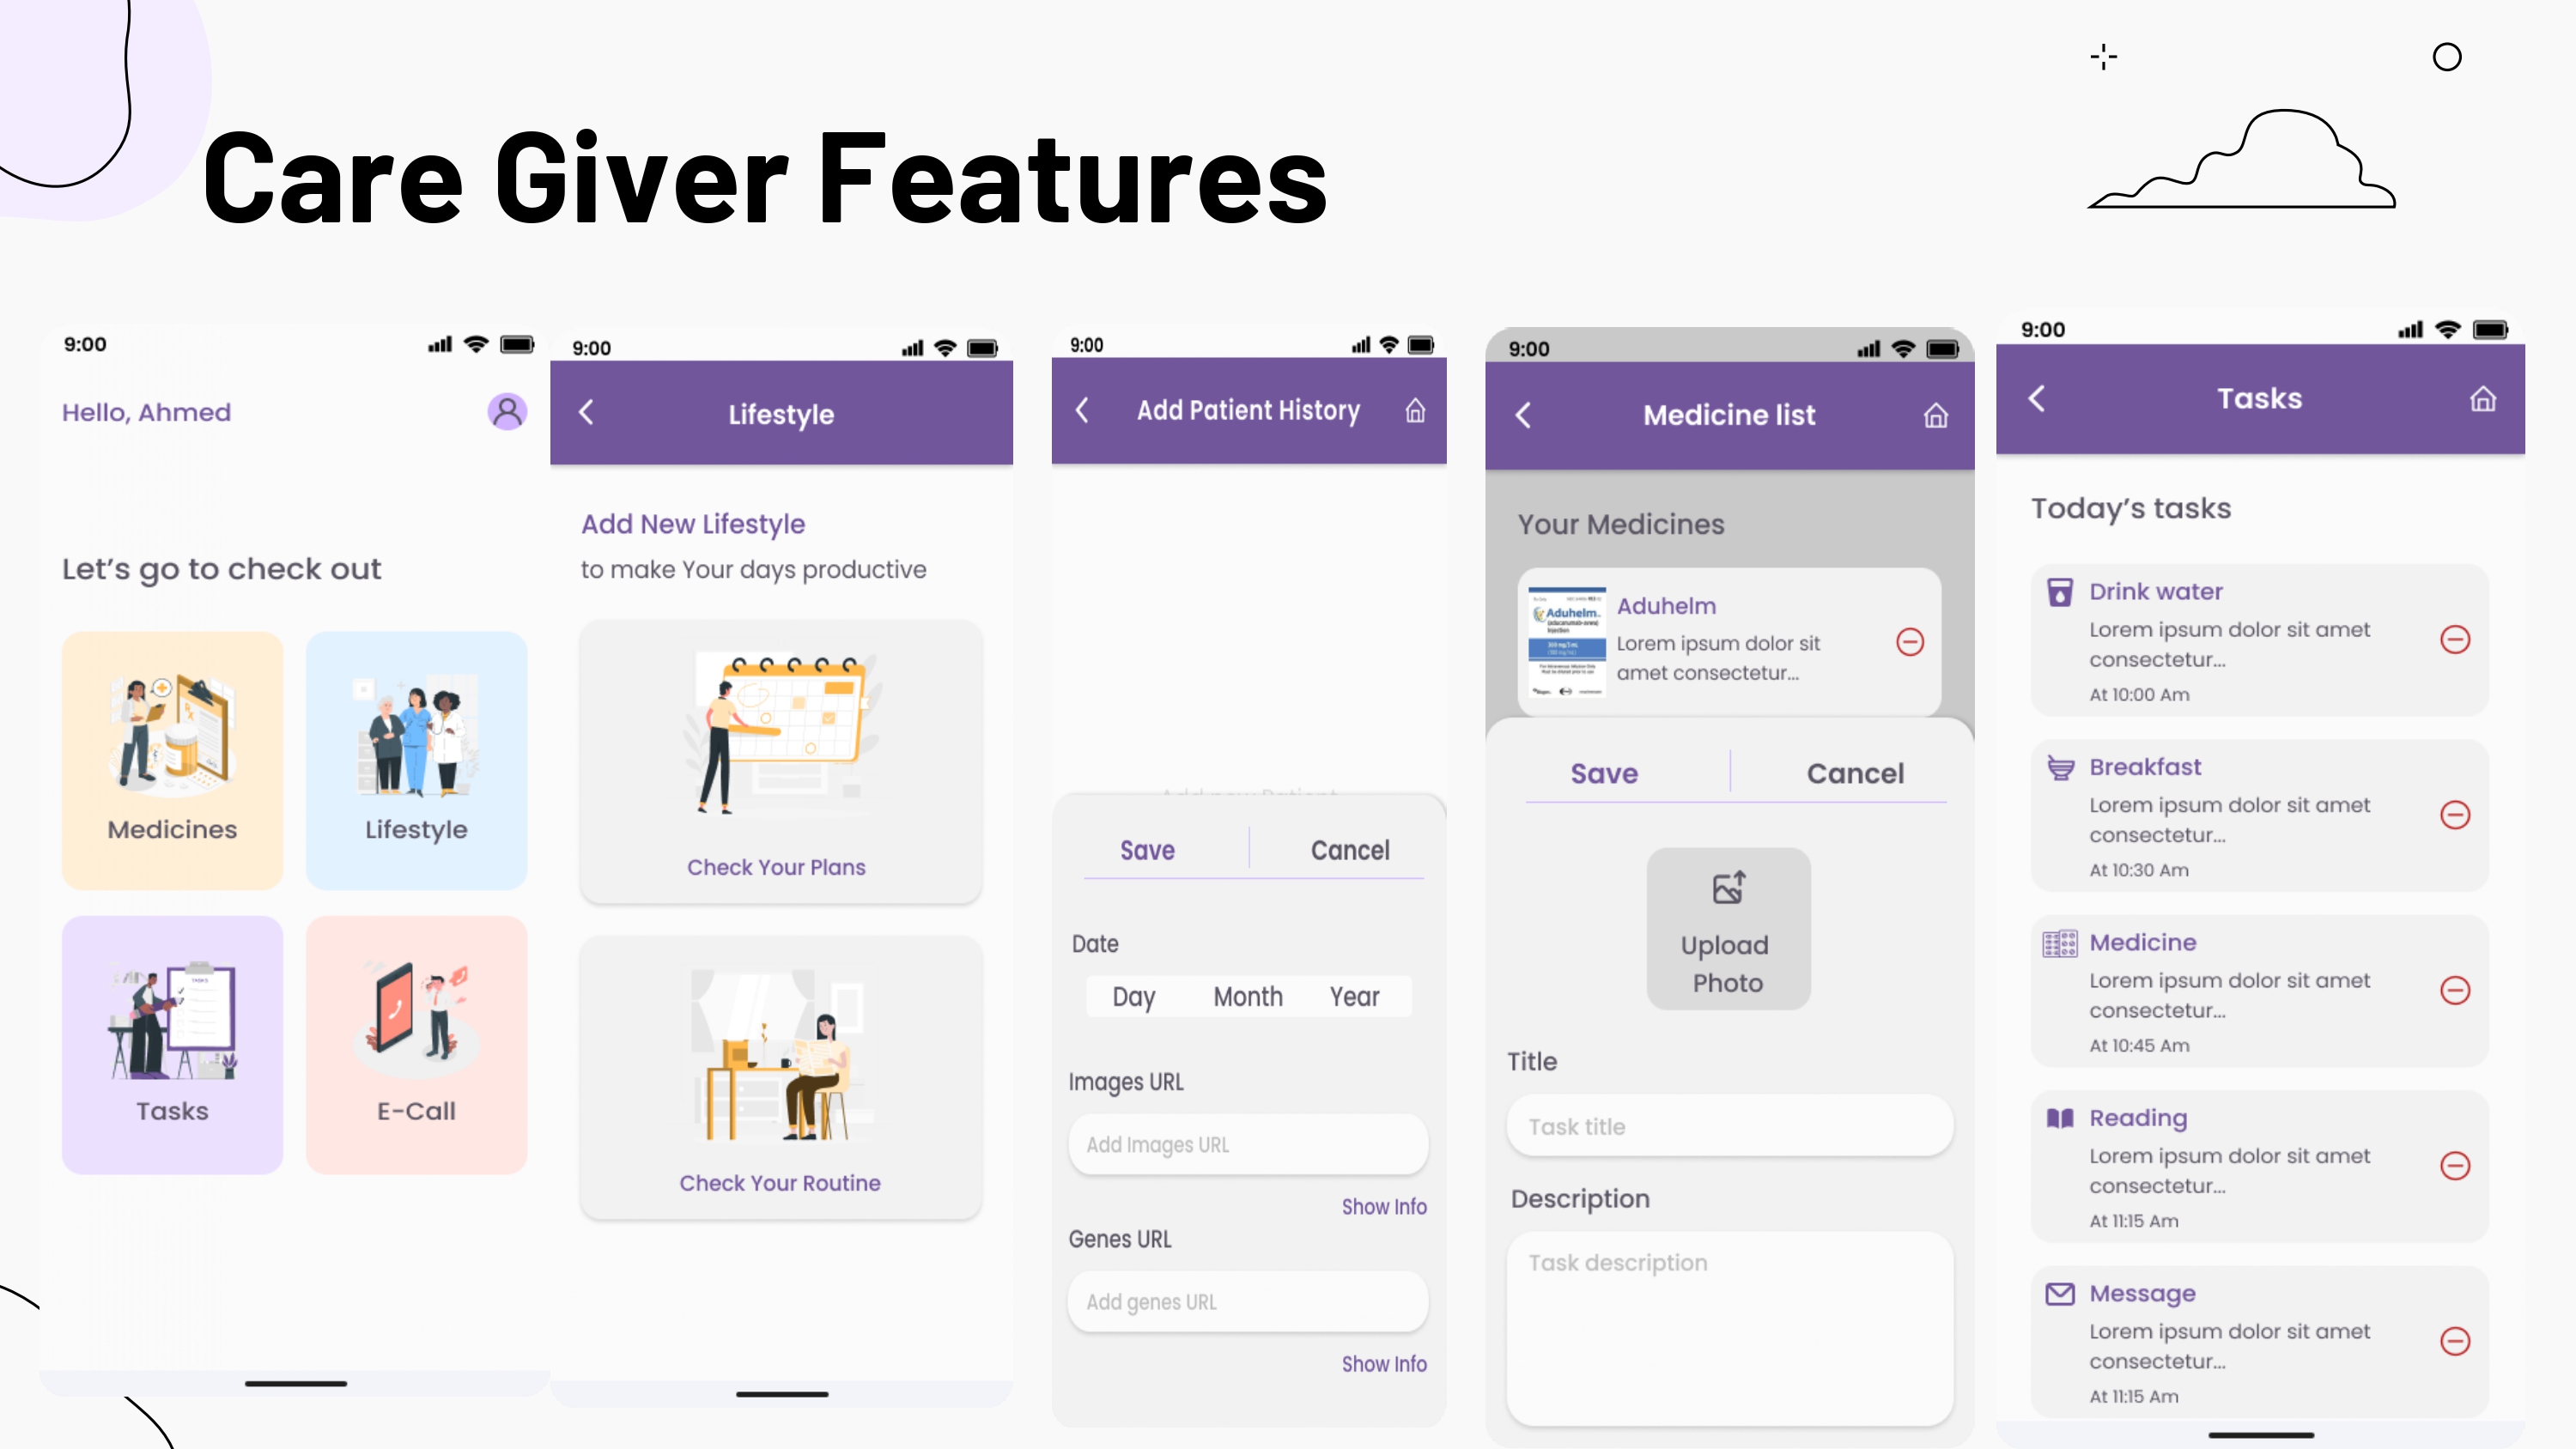 Care Giver Features
9:00
Hello, Ahmed
Let's go to check out
Medicines
Lifestyle
Tasks
E-Call
9:00
Lifestyle
Add New Lifestyle
to make Your days productive
Check Your Plans
Check Your Routine
9:00
Add Patient History
Save
Cancel
Date
Day Month Year
Images URL
Add Images URL
Show Info
Genes URL
Add genes URL
Show Info
9:00
Medicine list
Your Medicines
Aduhelm
Aduhelm
Lorem ipsum dolor sit
amet consectetur...
Save
Cancel
Upload
Photo
Title
Task title
Description
Task description
9:00
Tasks
Today's tasks
Drink water
Lorem ipsum dolor sit amet
consectetur...
At 10:00 Am
Breakfast
Lorem ipsum dolor sit amet
consectetur...
At 10:30 Am
Medicine
Lorem ipsum dolor sit amet
consectetur...
At 10:45 Am
Reading
Lorem ipsum dolor sit amet
consectetur...
At 11:15 Am
Message
Lorem ipsum dolor sit amet
consectetur...
At 11:15 Am